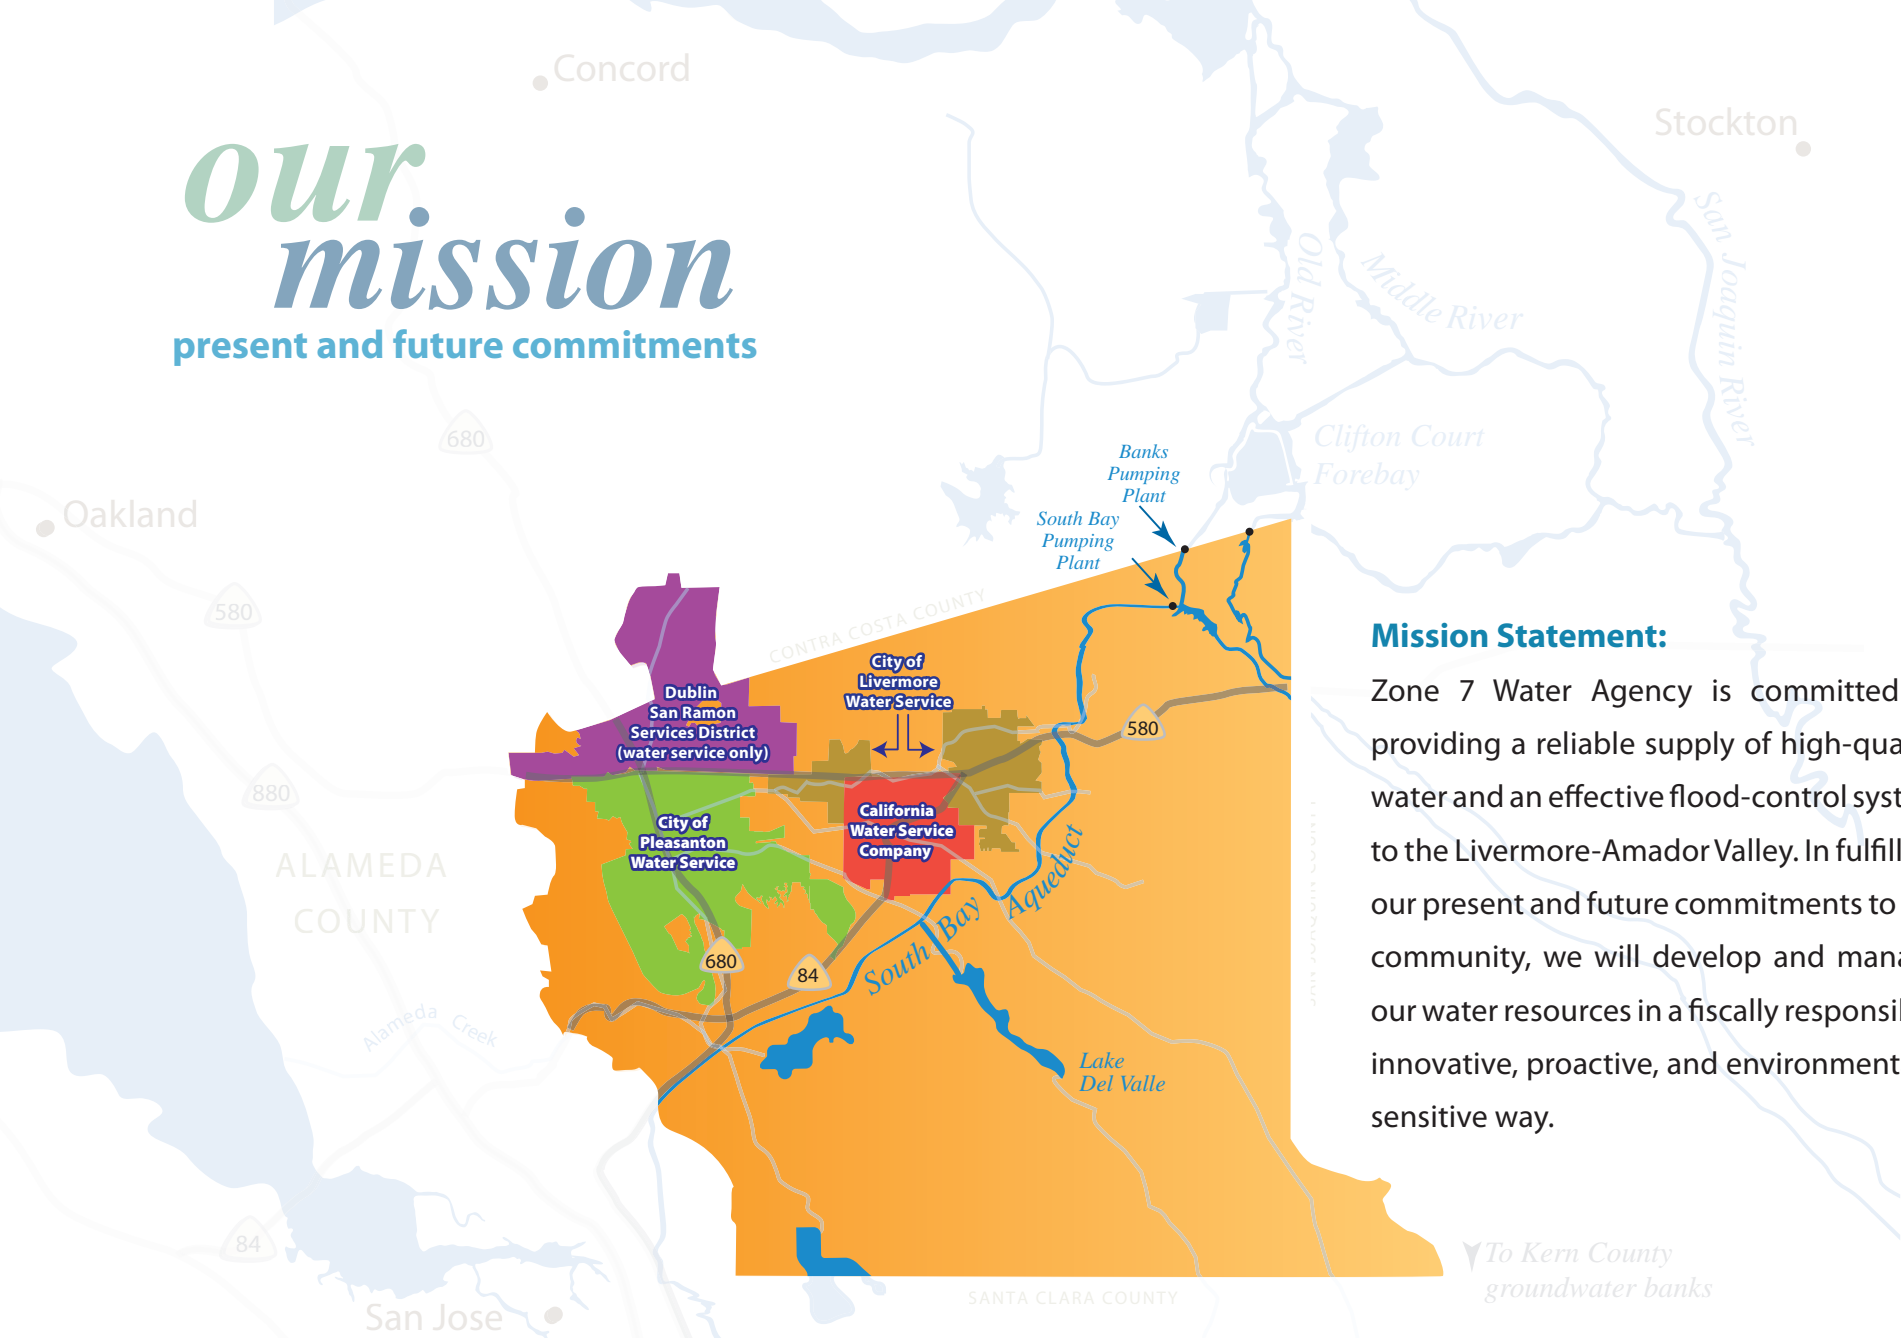 Concord
Stockton
our
mission
present and future commitments
San Joaquin River
Old River
Middle River
680
Clifton Court
Forebay
Banks
Pumping
Plant
Oakland
South Bay
Pumping
Plant
580
CONTRA COSTA COUNTY
Mission Statement:
Zone 7 Water Agency is committed
providing a reliable supply of high-qua
water and an effective flood-control syst
to the Livermore-Amador Valley. In fulfill
our present and future commitments to
community, we will develop and mana
our water resources in a fiscally responsi
innovative, proactive, and environment
sensitive way.
City of
Livermore
Water Service
Dublin
San Ramon
Services District
(water service only)
580
880
California
Water Service
Company
City of
Pleasanton
Water Service
ALAMEDA
COUNTY
South Bay Aqueduct
680
84
Alameda Creek
Lake
Del Valle
84
To Kern County
groundwater banks
SANTA CLARA COUNTY
San Jose